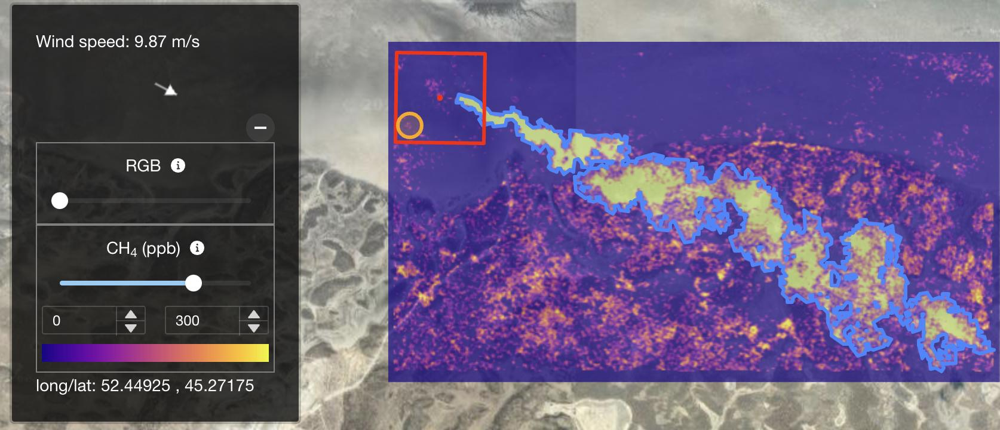 Wind speed: 9.87 m/s
RGB i
CH₄ (ppb) i
0 300
long/lat: 52.44925 , 45.27175